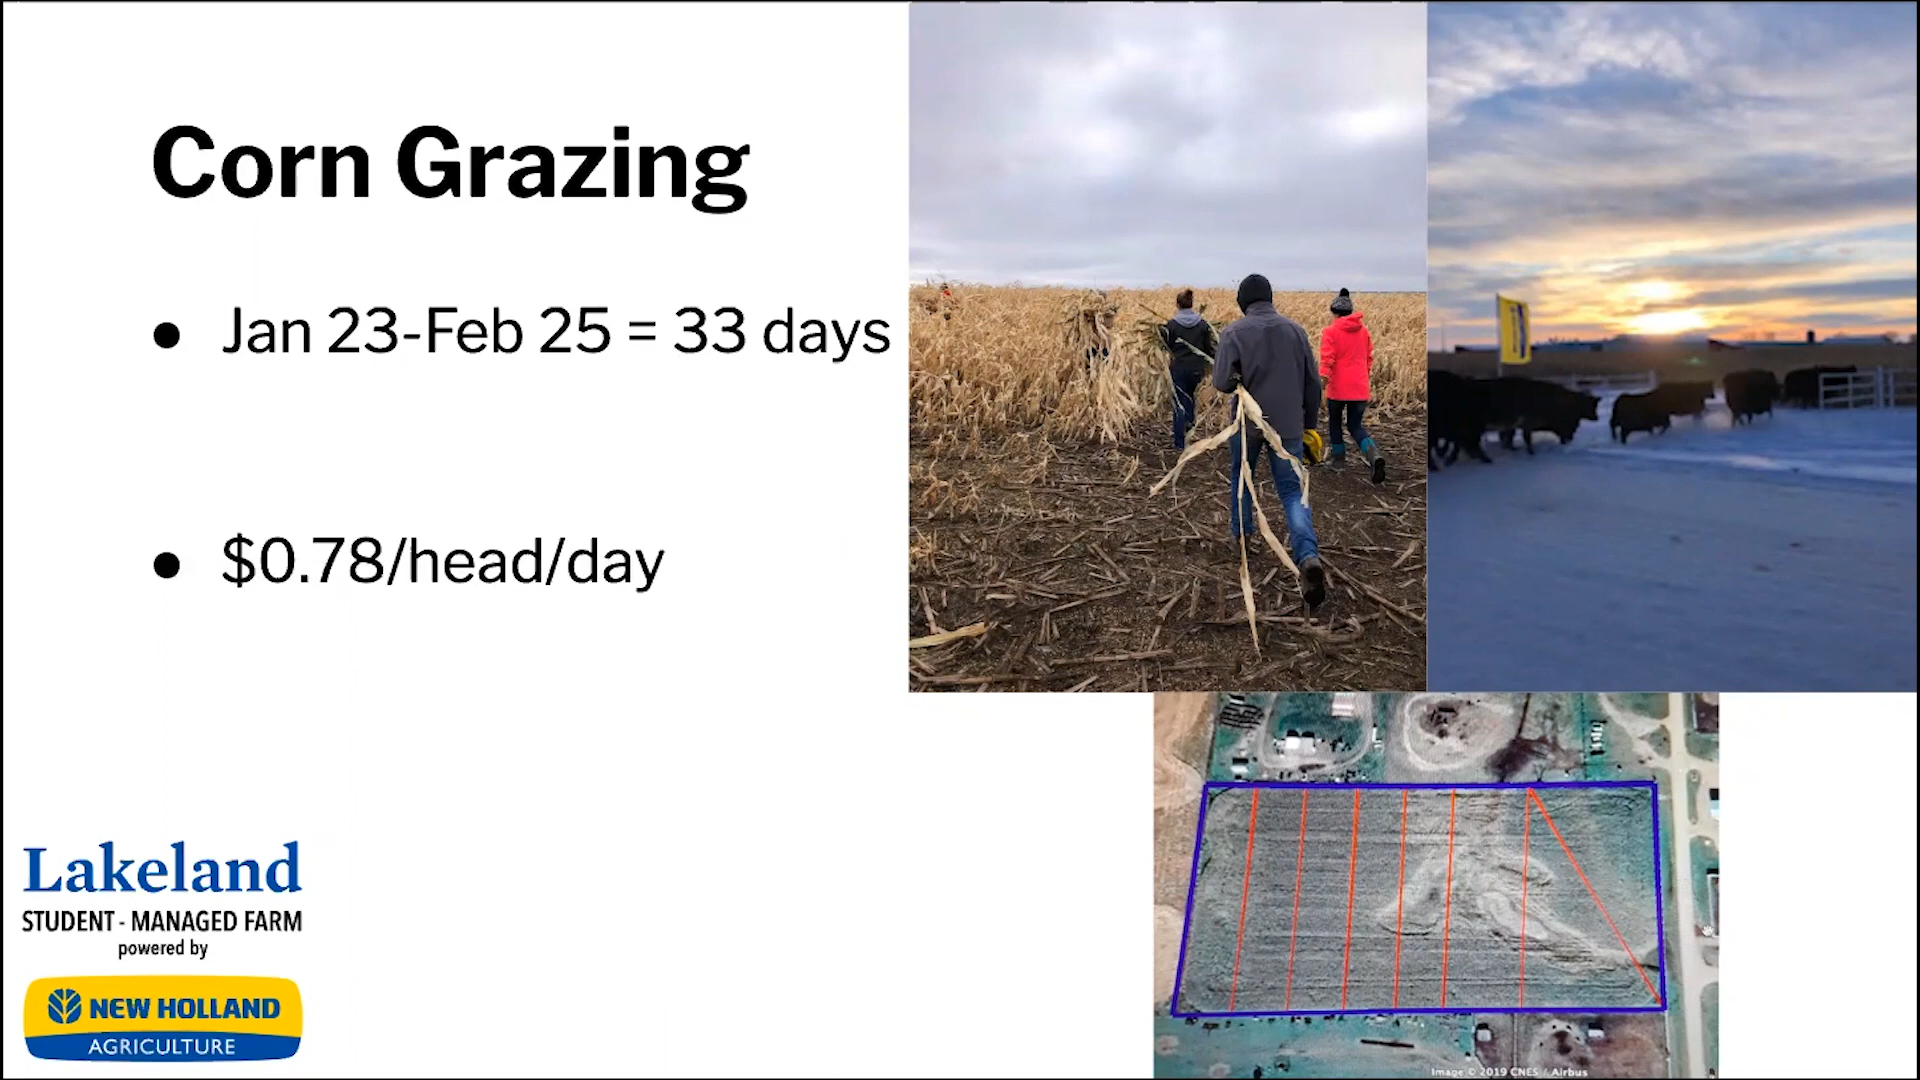 Corn Grazing
● Jan 23-Feb 25 = 33 days
● $0.78/head/day
Lakeland
STUDENT - MANAGED FARM
powered by
NEW HOLLAND
AGRICULTURE
Image © 2019 CNES / Airbus